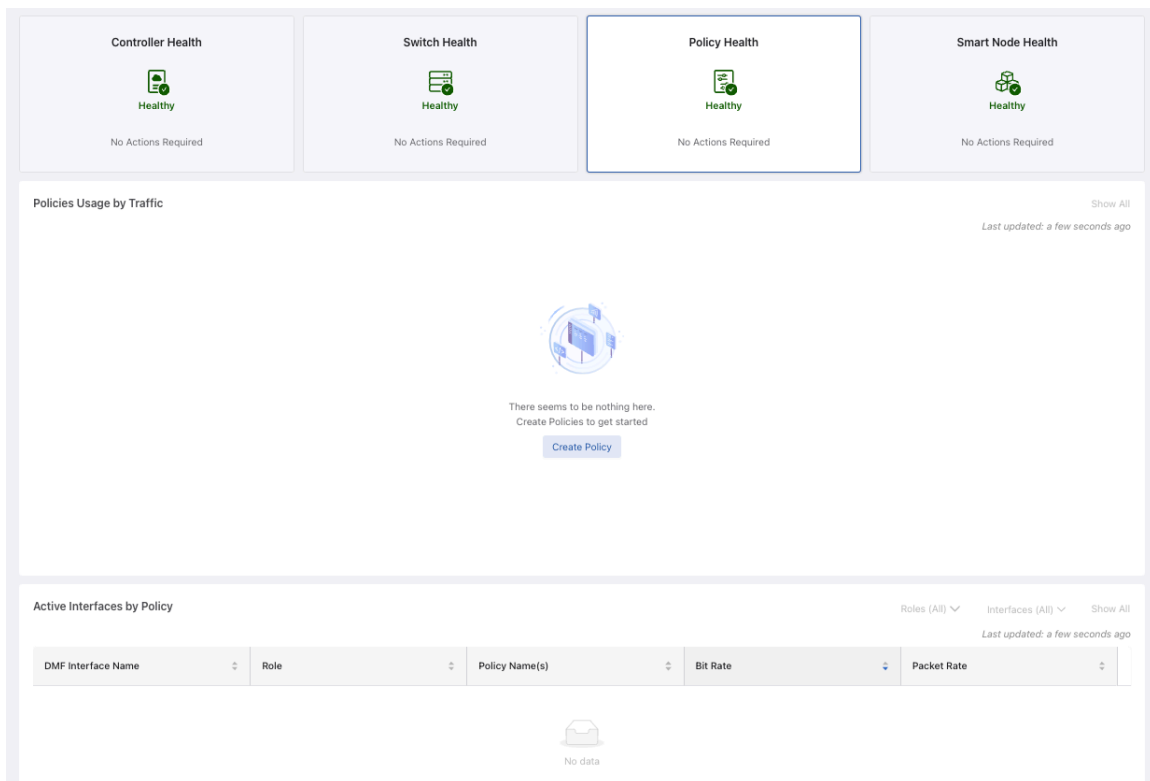 Controller Health
Switch Health
Policy Health
Smart Node Health
Healthy
Healthy
Healthy
Healthy
No Actions Required
No Actions Required
No Actions Required
No Actions Required
Policies Usage by Traffic
Show All
Last updated: a few seconds ago
There seems to be nothing here.
Create Policies to get started
Create Policy
Active Interfaces by Policy
Roles (All)
Interfaces (All)
Show All
Last updated: a few seconds ago
DMF Interface Name
Role
Policy Name(s)
Bit Rate
Packet Rate
No data